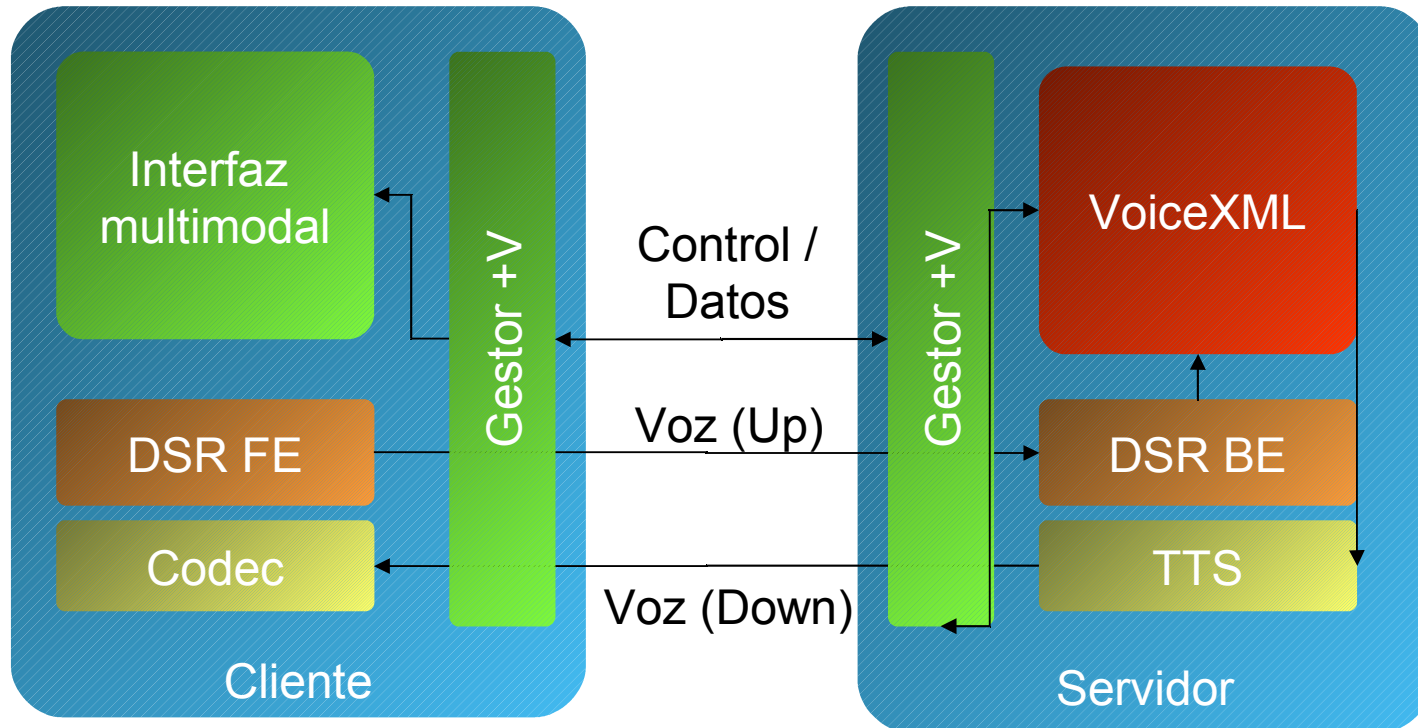 Interfaz
multimodal
Gestor +V
DSR FE
Codec
Cliente
Control /
Datos
Voz (Up)
Voz (Down)
Gestor +V
VoiceXML
DSR BE
TTS
Servidor